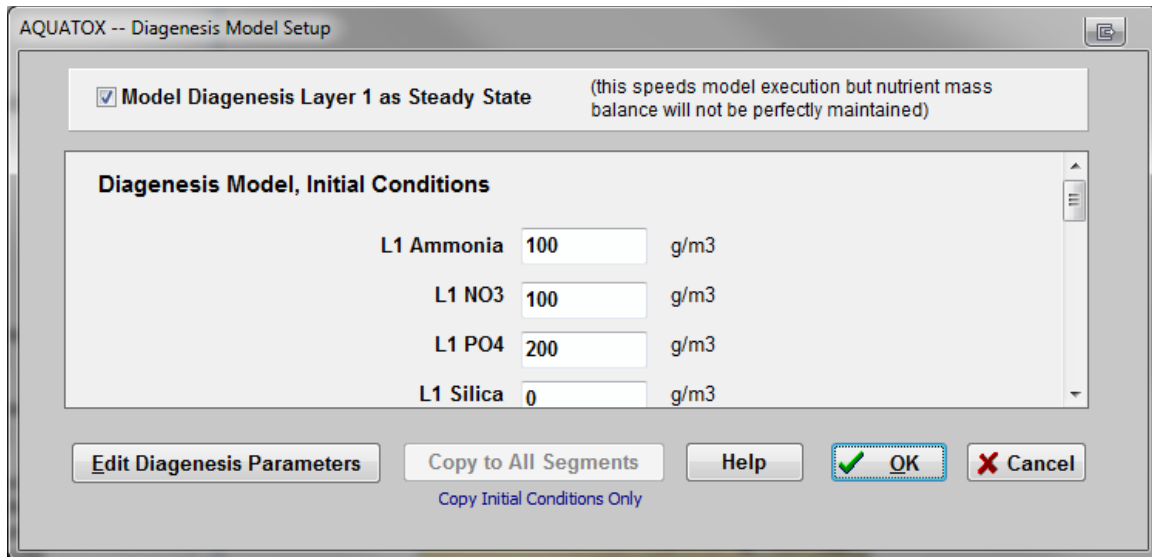 AQUATOX -- Diagenesis Model Setup
Model Diagenesis Layer 1 as Steady State
(this speeds model execution but nutrient mass
balance will not be perfectly maintained)
Diagenesis Model, Initial Conditions
L1 Ammonia 100 g/m3
L1 NO3 100 g/m3
L1 PO4 200 g/m3
L1 Silica 0 g/m3
Edit Diagenesis Parameters Copy to All Segments Help OK Cancel
Copy Initial Conditions Only